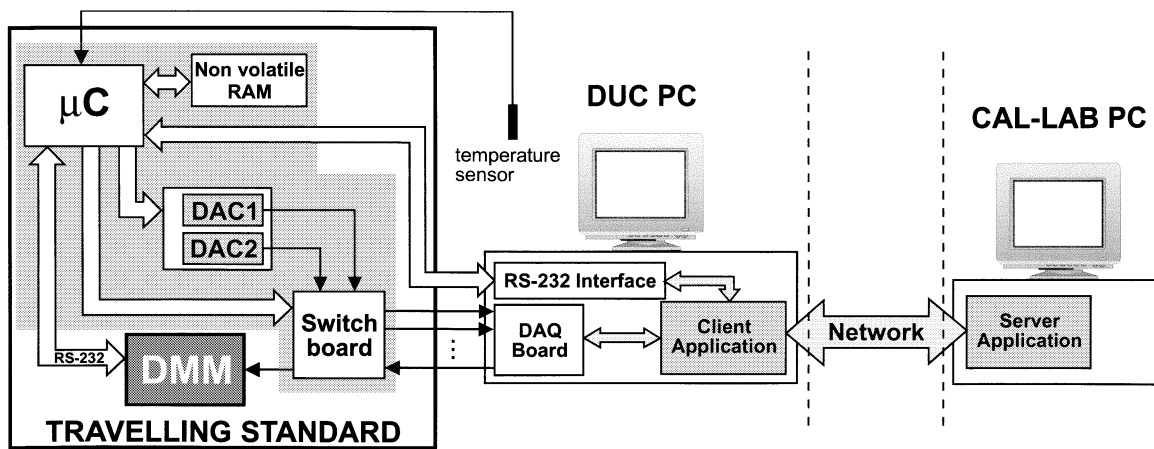 μC
Non volatile
RAM
temperature
sensor
DUC PC
CAL-LAB PC
DAC1
DAC2
RS-232 Interface
Switch
board
DAQ
Board
Client
Application
Network
Server
Application
RS-232
DMM
TRAVELLING STANDARD